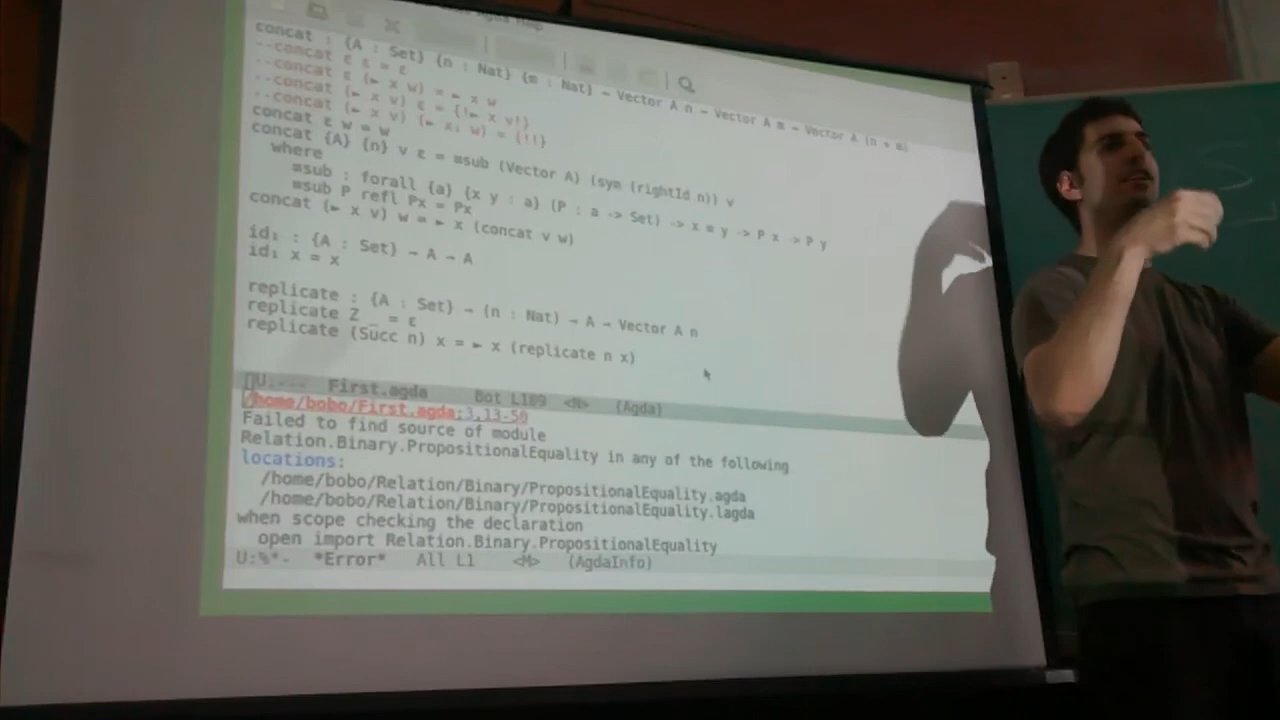 concat : {A : Set} {n : Nat} {m : Nat} → Vector A n → Vector A m → Vector A (n + m)
--concat ε ε = ε
--concat ε (► x w) = ► x w
--concat (► x v) ε = {!► x v!}
--concat (► x v) (► x₁ w) = {!!}
concat ε w = w
concat {A} {n} v ε = ≡sub (Vector A) (sym (rightId n)) v
where
≡sub : forall {a} {x y : a} (P : a -> Set) -> x ≡ y -> P x -> P y
≡sub P refl Px = Px
concat (► x v) w = ► x (concat v w)
id₁ : {A : Set} → A → A
id₁ x = x
replicate : {A : Set} → (n : Nat) → A → Vector A n
replicate Z _ = ε
replicate (Succ n) x = ► x (replicate n x)
U:--- First.agda Bot L189 <N> (Agda)
/home/bobo/First.agda:3,13-50
Failed to find source of module
Relation.Binary.PropositionalEquality in any of the following
locations:
/home/bobo/Relation/Binary/PropositionalEquality.agda
/home/bobo/Relation/Binary/PropositionalEquality.lagda
when scope checking the declaration
open import Relation.Binary.PropositionalEquality
U:%*- *Error* All L1 <M> (AgdaInfo)